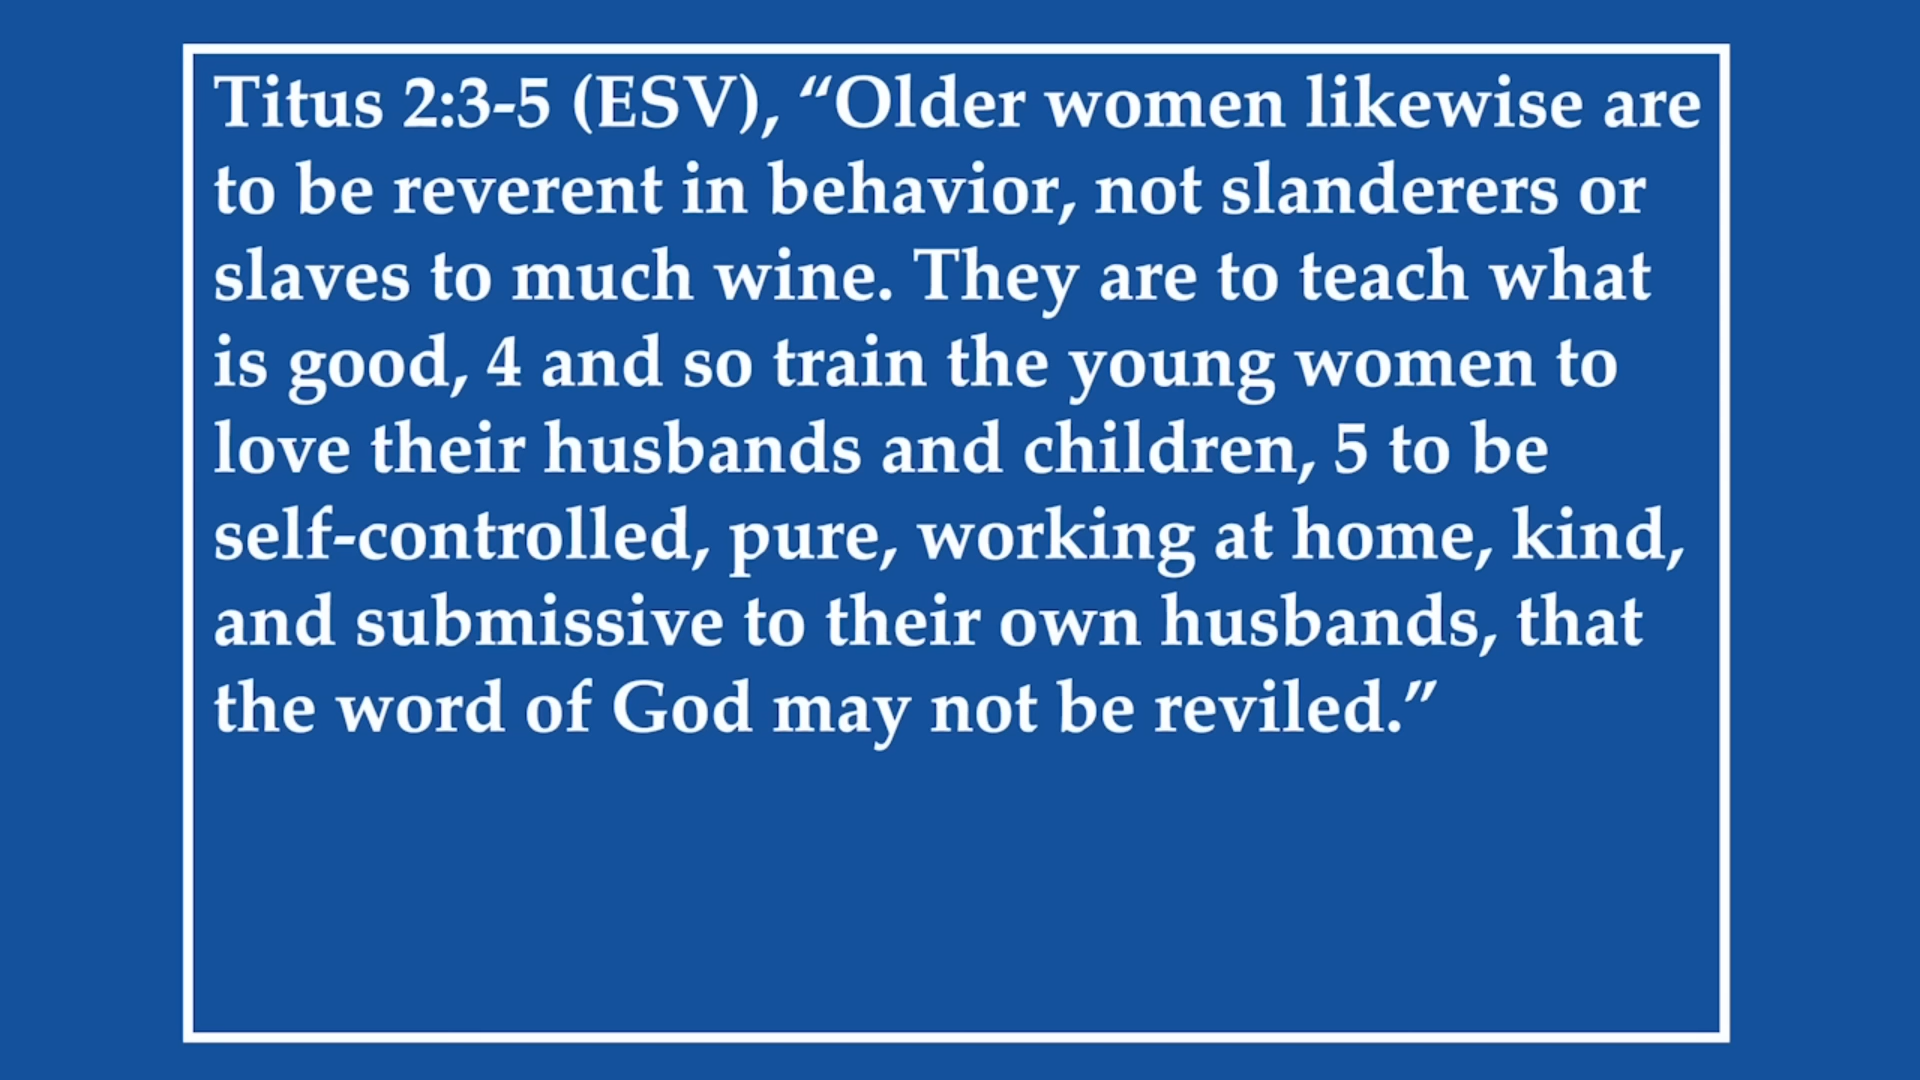 Titus 2:3-5 (ESV), “Older women likewise are
to be reverent in behavior, not slanderers or
slaves to much wine. They are to teach what
is good, 4 and so train the young women to
love their husbands and children, 5 to be
self-controlled, pure, working at home, kind,
and submissive to their own husbands, that
the word of God may not be reviled.”